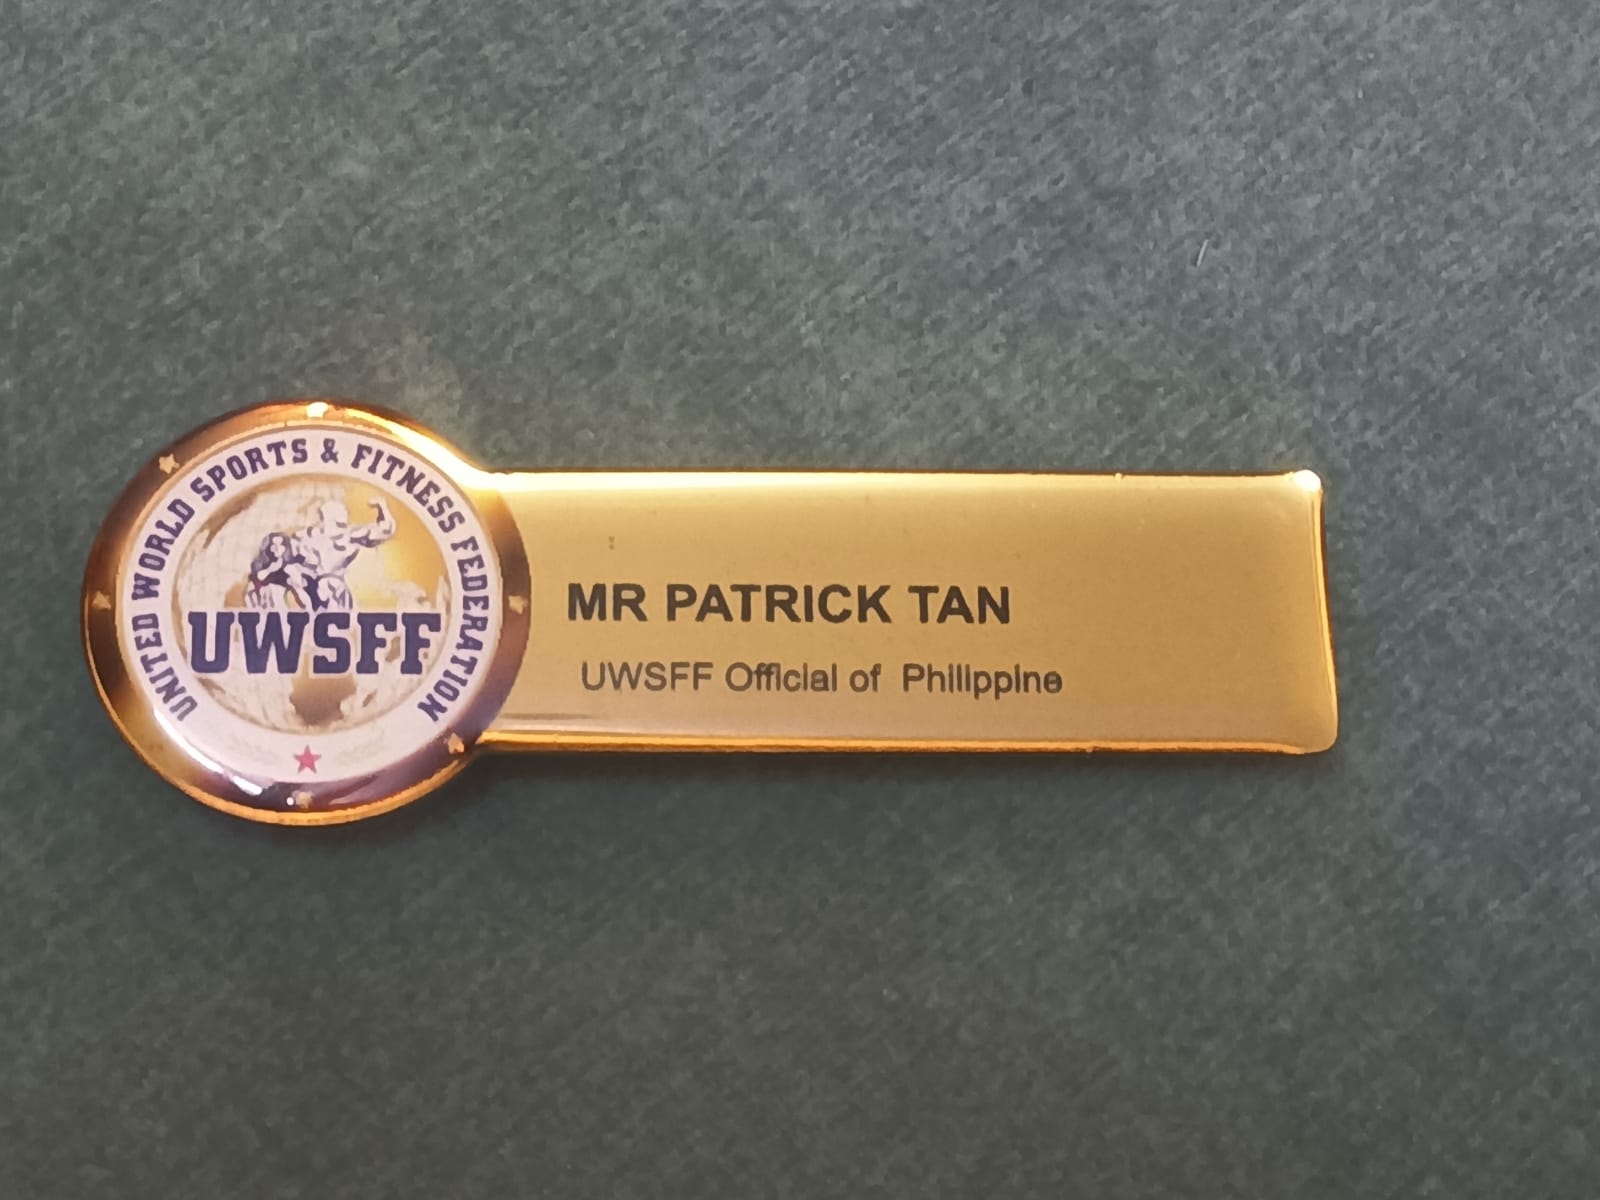 UNITED WORLD SPORTS & FITNESS FEDERATION
UWSFF
MR PATRICK TAN
UWSFF Official of Philippine